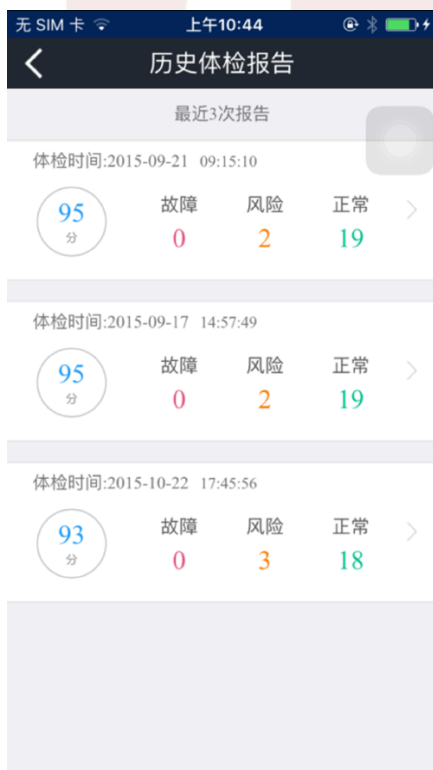 无 SIM 卡 上午10:44
历史体检报告
最近3次报告
体检时间:2015-09-21 09:15:10
95 故障 风险 正常
分 0 2 19
体检时间:2015-09-17 14:57:49
95 故障 风险 正常
分 0 2 19
体检时间:2015-10-22 17:45:56
93 故障 风险 正常
分 0 3 18